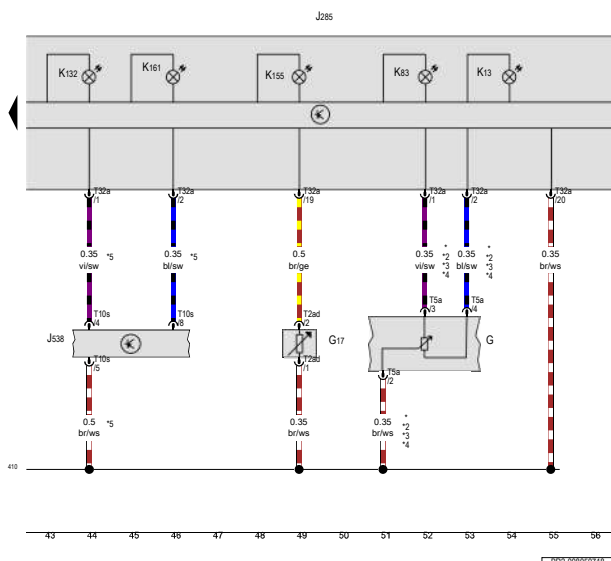 J285
K132 K161 K155 K83 K13
T32a T32a T32a T32a T32a T32a
/1 /2 /19 /1 /2 /20
0.35 *5 0.35 *5 0.5 0.35 * 0.35 * 0.35
vi/sw bl/sw br/ge vi/sw *2 bl/sw *2 br/ws
*3 *3
*4 *4
T10s T10s T2ad T5a T5a
/4 /8 /2 /3 /4
J538 G17 G
T10s T2ad T5a
/5 /1 /2
0.5 *5 0.35 0.35 *
br/ws br/ws br/ws *2
*3
*4
410
43 44 45 46 47 48 49 50 51 52 53 54 55 56